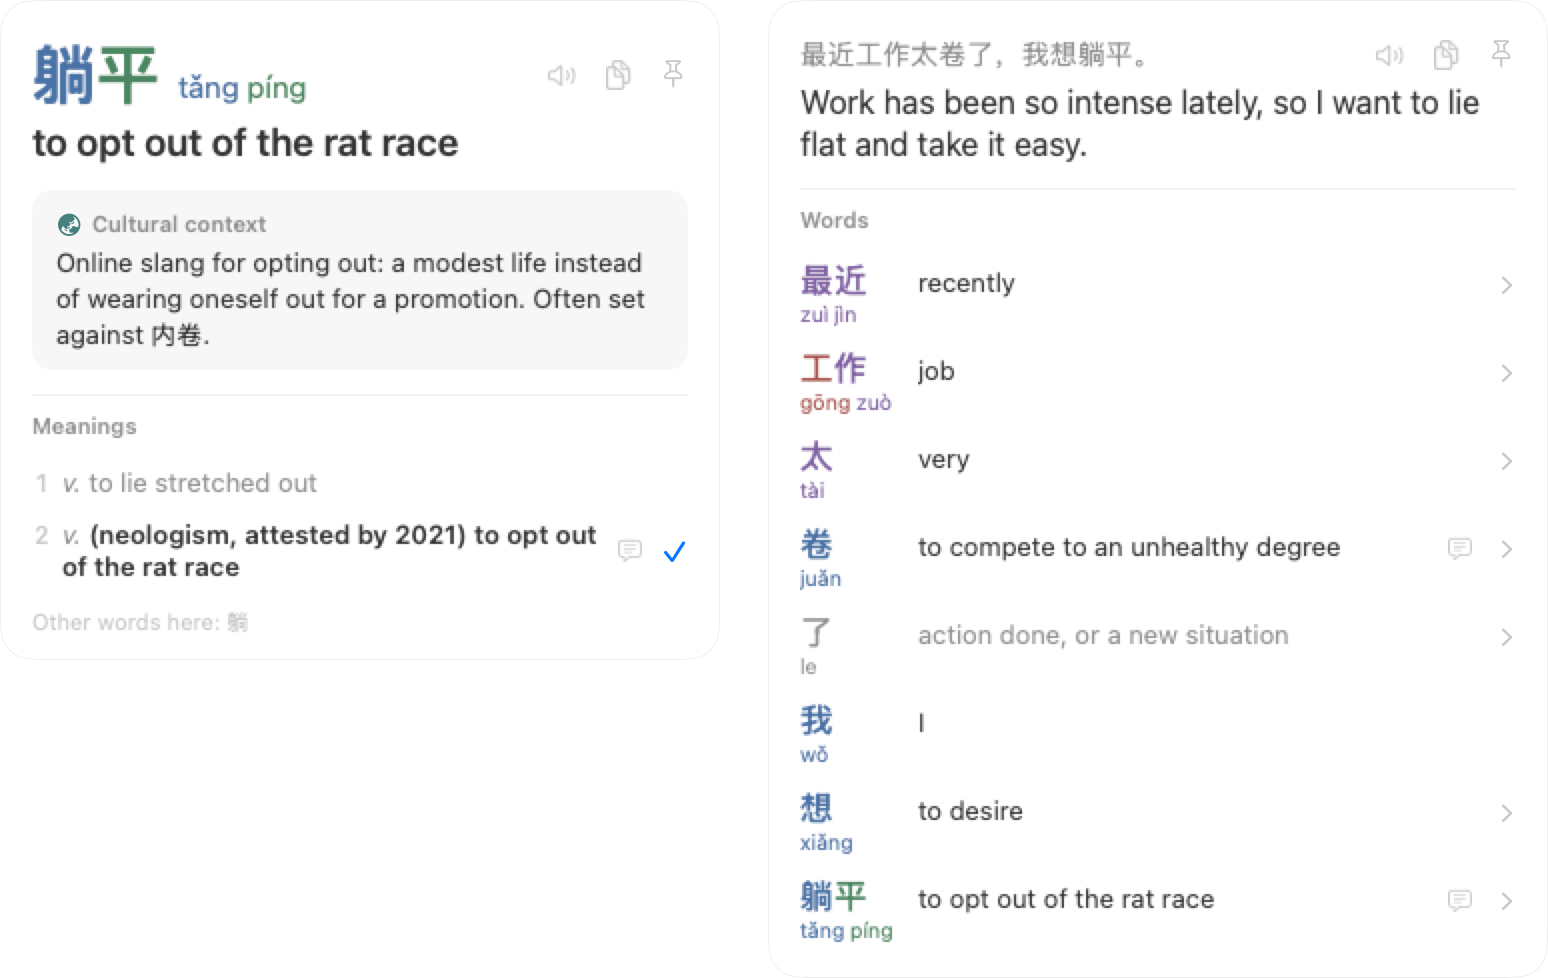 躺平 tǎng píng
to opt out of the rat race
Cultural context
Online slang for opting out: a modest life instead
of wearing oneself out for a promotion. Often set
against 内卷.
Meanings
1 v. to lie stretched out
2 v. (neologism, attested by 2021) to opt out
of the rat race
Other words here: 躺
最近工作太卷了，我想躺平。
Work has been so intense lately, so I want to lie
flat and take it easy.
Words
最近 recently
zuì jìn
工作 job
gōng zuò
太 very
tài
卷 to compete to an unhealthy degree
juǎn
了 action done, or a new situation
le
我 I
wǒ
想 to desire
xiǎng
躺平 to opt out of the rat race
tǎng píng